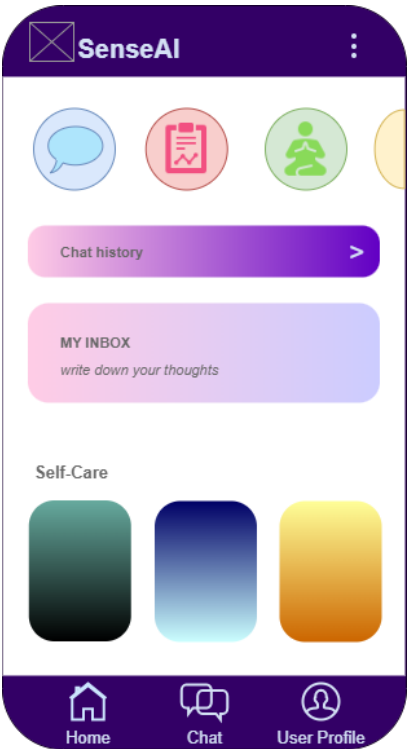 SenseAI
Chat history >
MY INBOX
write down your thoughts
Self-Care
Home
Chat
User Profile